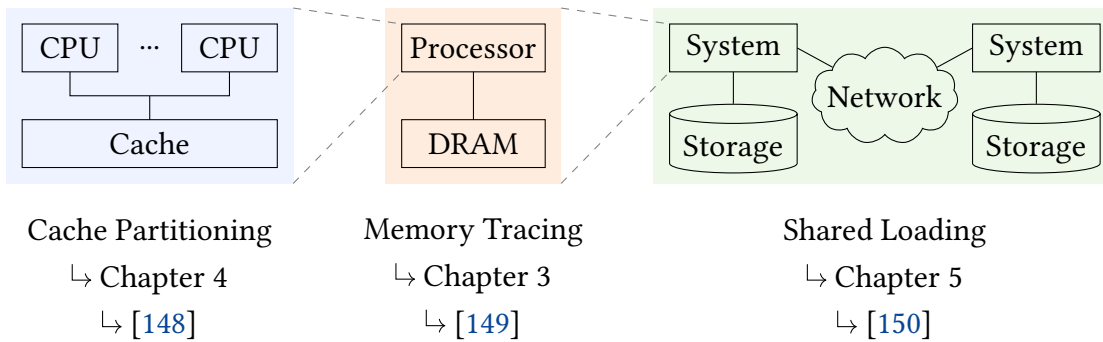 CPU ... CPU
Cache
Processor
DRAM
System
Network
System
Storage
Storage
Cache Partitioning
↳ Chapter 4
↳ [148]
Memory Tracing
↳ Chapter 3
↳ [149]
Shared Loading
↳ Chapter 5
↳ [150]